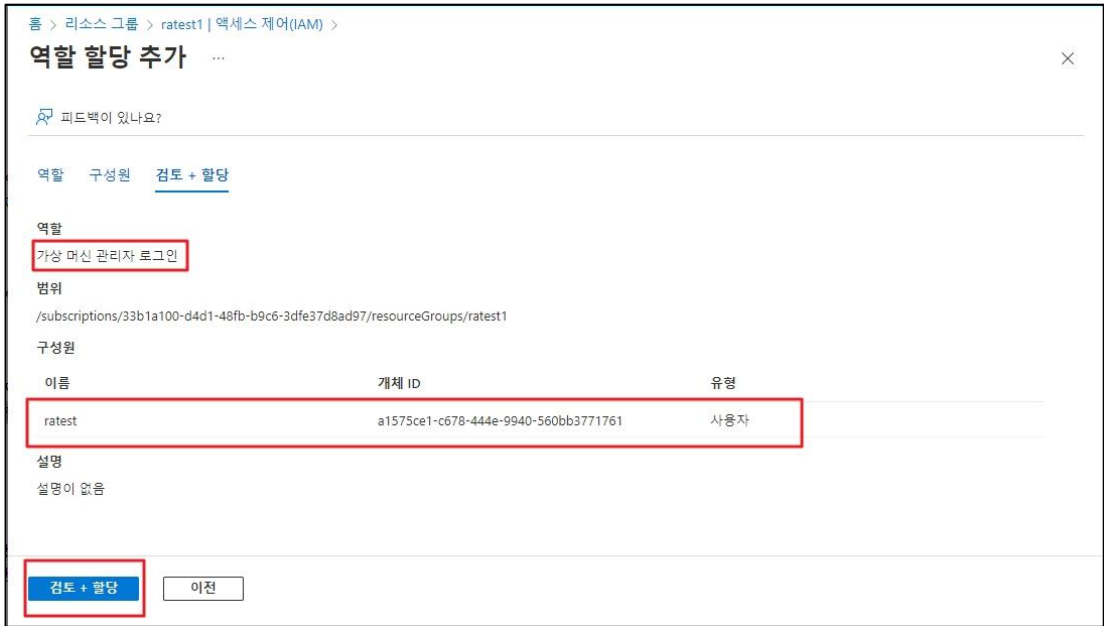 홈 > 리소스 그룹 > ratest1 | 액세스 제어(IAM) >
역할 할당 추가 ...
피드백이 있나요?
역할 구성원 검토 + 할당
역할
가상 머신 관리자 로그인
범위
/subscriptions/33b1a100-d4d1-48fb-b9c6-3dfe37d8ad97/resourceGroups/ratest1
구성원
이름 개체 ID 유형
ratest a1575ce1-c678-444e-9940-560bb3771761 사용자
설명
설명이 없음
검토 + 할당 이전